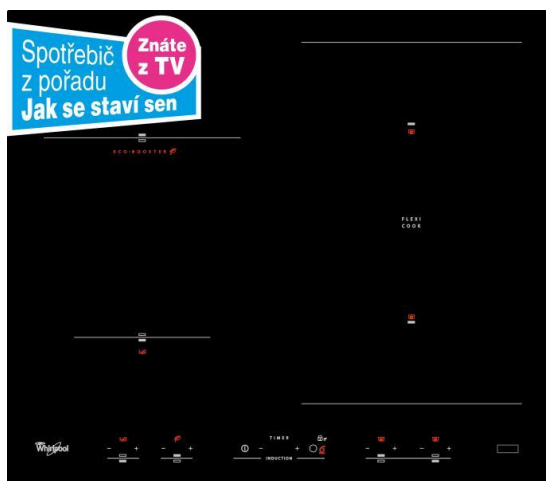 Spotřebič
z pořadu
Jak se staví sen
Znáte
z TV
ECO-BOOSTER
FLEXI
COOK
Whirlpool
- +
- +
TIMER
- +
INDUCTION
- +
- +